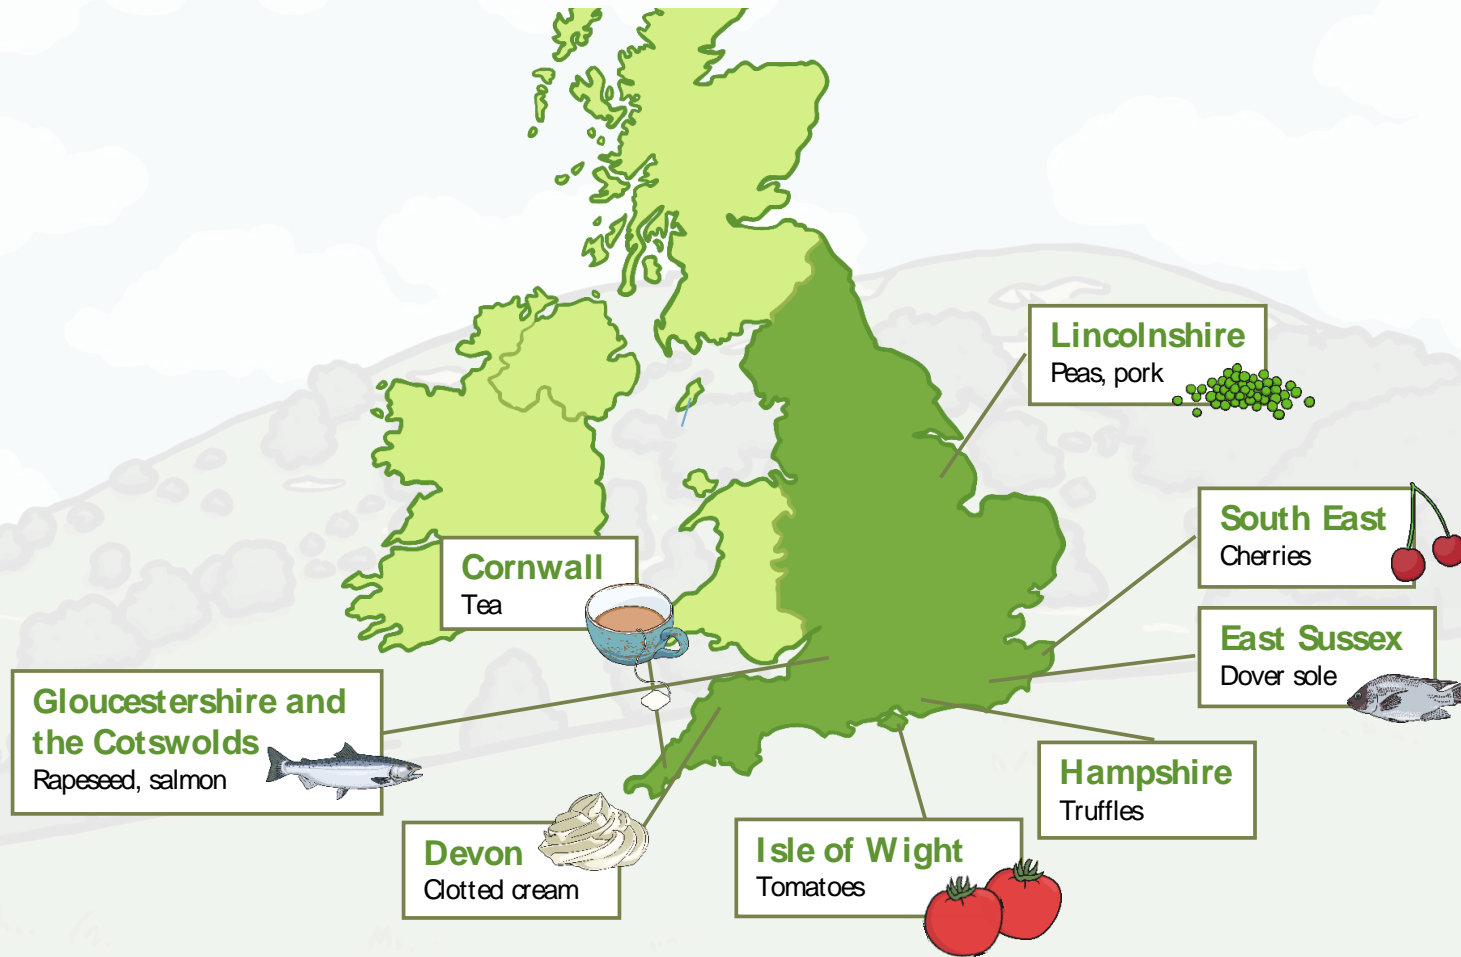 Lincolnshire
Peas, pork
South East
Cherries
Cornwall
Tea
East Sussex
Dover sole
Gloucestershire and
the Cotswolds
Rapeseed, salmon
Hampshire
Truffles
Devon
Clotted cream
Isle of Wight
Tomatoes